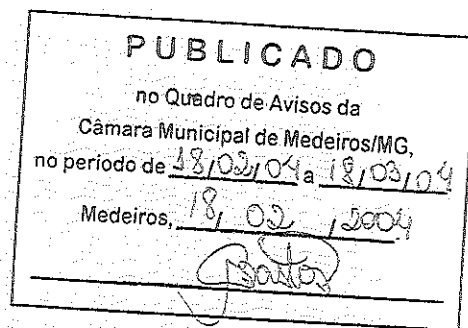 PUBLICADO
no Quadro de Avisos da
Câmara Municipal de Medeiros/MG,
no período de 18/02/04 a 18/03/04
Medeiros, 18, 02, 2004